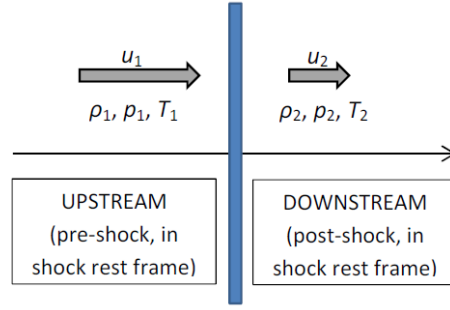 u₁
u₂
ρ₁, p₁, T₁
ρ₂, p₂, T₂
UPSTREAM
(pre-shock, in
shock rest frame)
DOWNSTREAM
(post-shock, in
shock rest frame)